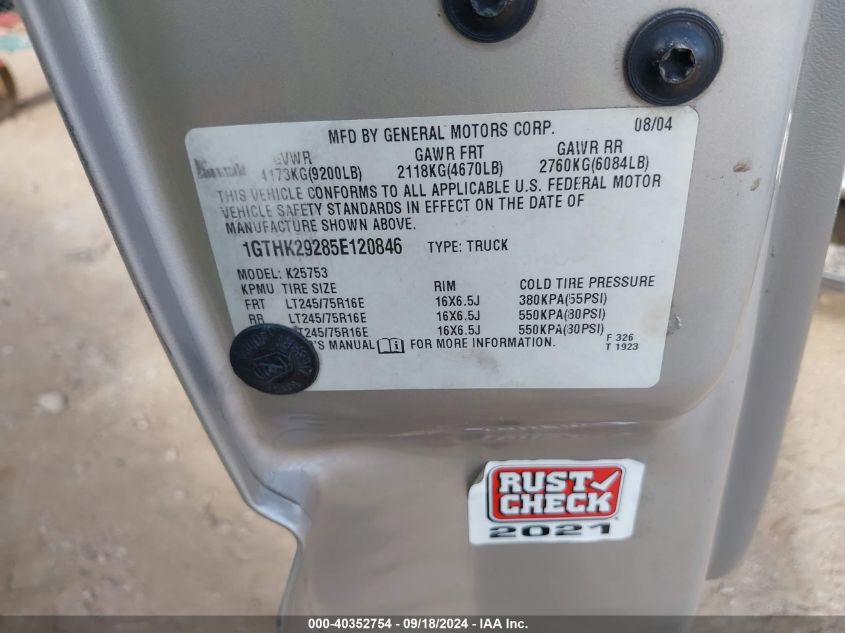 MFD BY GENERAL MOTORS CORP. 08/04
GVWR GAWR FRT GAWR RR
4173KG(9200LB) 2118KG(4670LB) 2760KG(6084LB)
THIS VEHICLE CONFORMS TO ALL APPLICABLE U.S. FEDERAL MOTOR
VEHICLE SAFETY STANDARDS IN EFFECT ON THE DATE OF
MANUFACTURE SHOWN ABOVE.
1GTHK29285E120846 TYPE: TRUCK
MODEL: K25753
KPMU TIRE SIZE RIM COLD TIRE PRESSURE
FRT LT245/75R16E 16X6.5J 380KPA(55PSI)
RR LT245/75R16E 16X6.5J 550KPA(80PSI)
LT245/75R16E 16X6.5J 550KPA(80PSI)
'S MANUAL FOR MORE INFORMATION.
F 326
T 1923
RUST
CHECK
2021
000-40352754 - 09/18/2024 - IAA Inc.